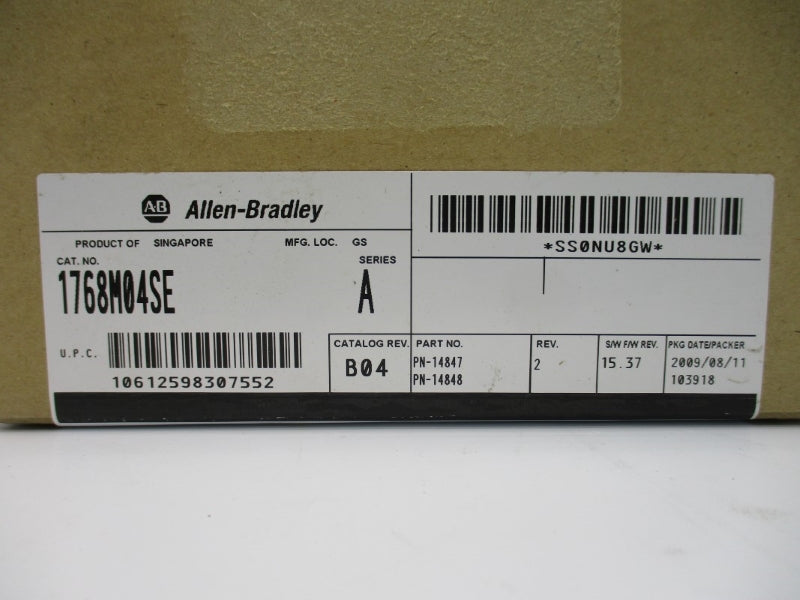 A·B Allen-Bradley
PRODUCT OF SINGAPORE MFG. LOC. GS
CAT. NO. SERIES
1768M04SE A
U.P.C.
10612598307552
CATALOG REV.
B04
*SS0NU8GW*
PART NO. REV. S/W F/W REV. PKG DATE/PACKER
PN-14847 2 15.37 2009/08/11
PN-14848 103918